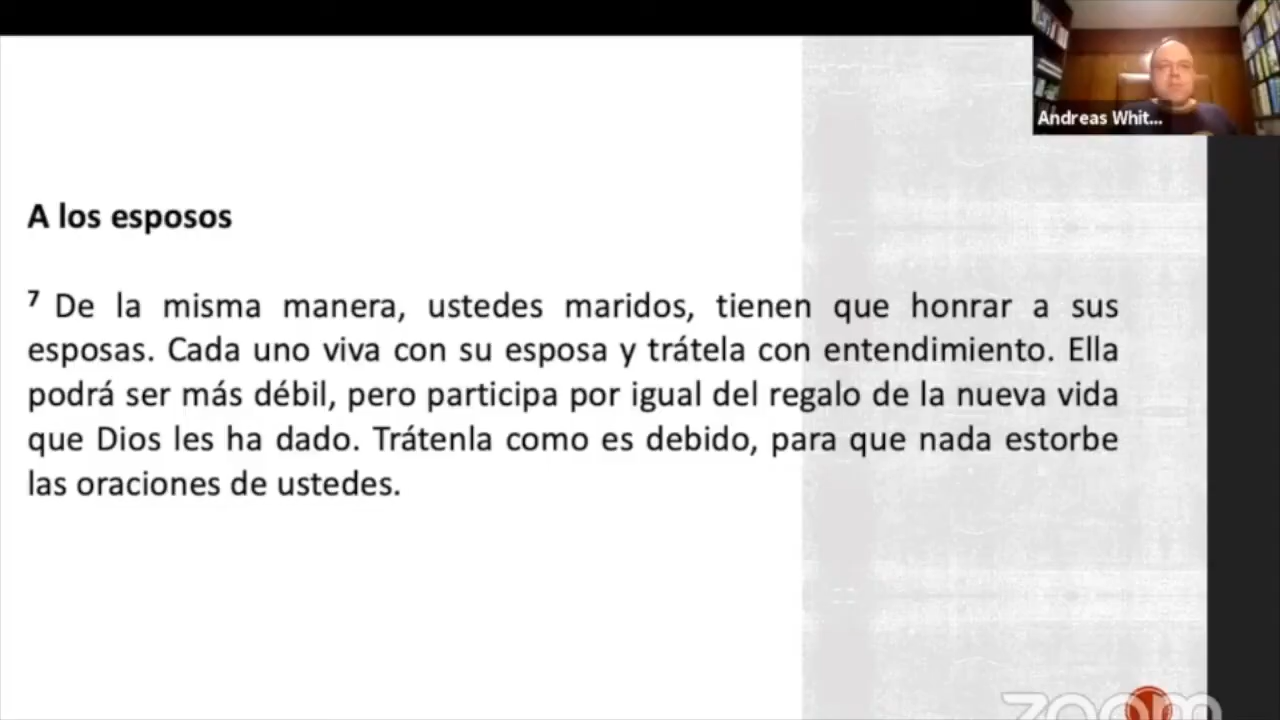 Andreas Whit...
A los esposos
⁷ De la misma manera, ustedes maridos, tienen que honrar a sus
esposas. Cada uno viva con su esposa y trátela con entendimiento. Ella
podrá ser más débil, pero participa por igual del regalo de la nueva vida
que Dios les ha dado. Trátenla como es debido, para que nada estorbe
las oraciones de ustedes.
zoom